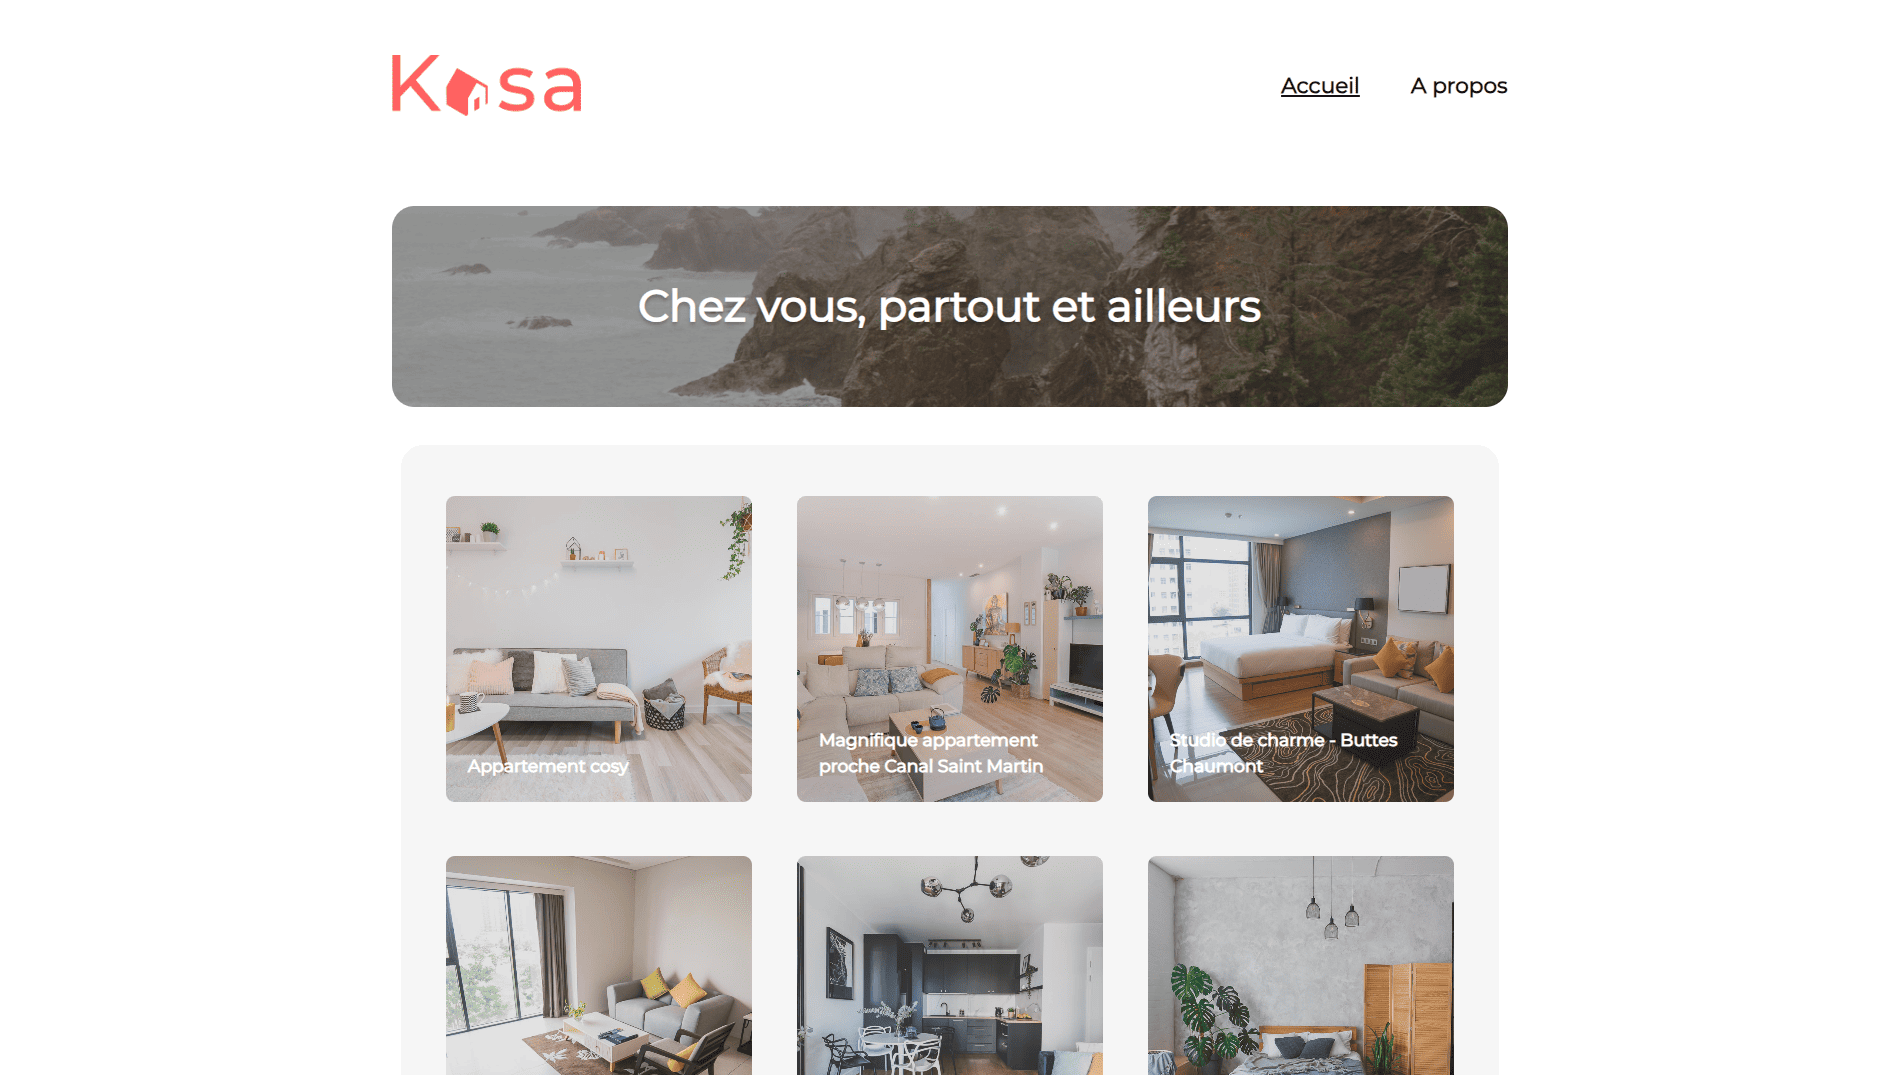 Kasa
Accueil
A propos
Chez vous, partout et ailleurs
Appartement cosy
Magnifique appartement
proche Canal Saint Martin
Studio de charme - Buttes
Chaumont